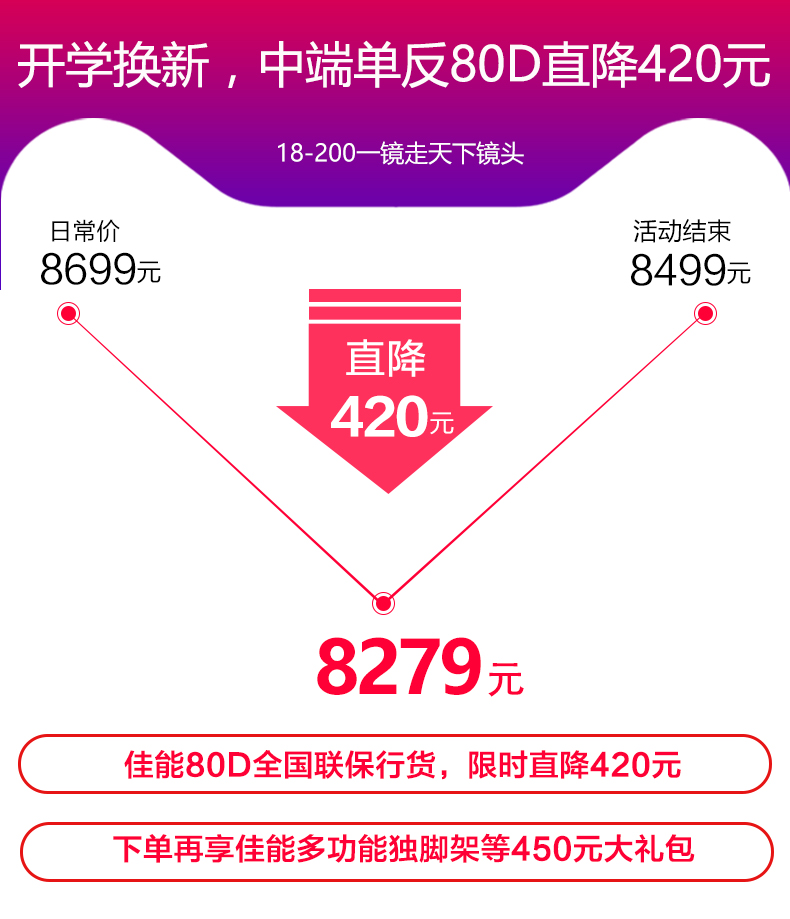 开学换新，中端单反80D直降420元
18-200一镜走天下镜头
日常价
8699元
活动结束
8499元
直降
420元
8279元
佳能80D全国联保行货，限时直降420元
下单再享佳能多功能独脚架等450元大礼包